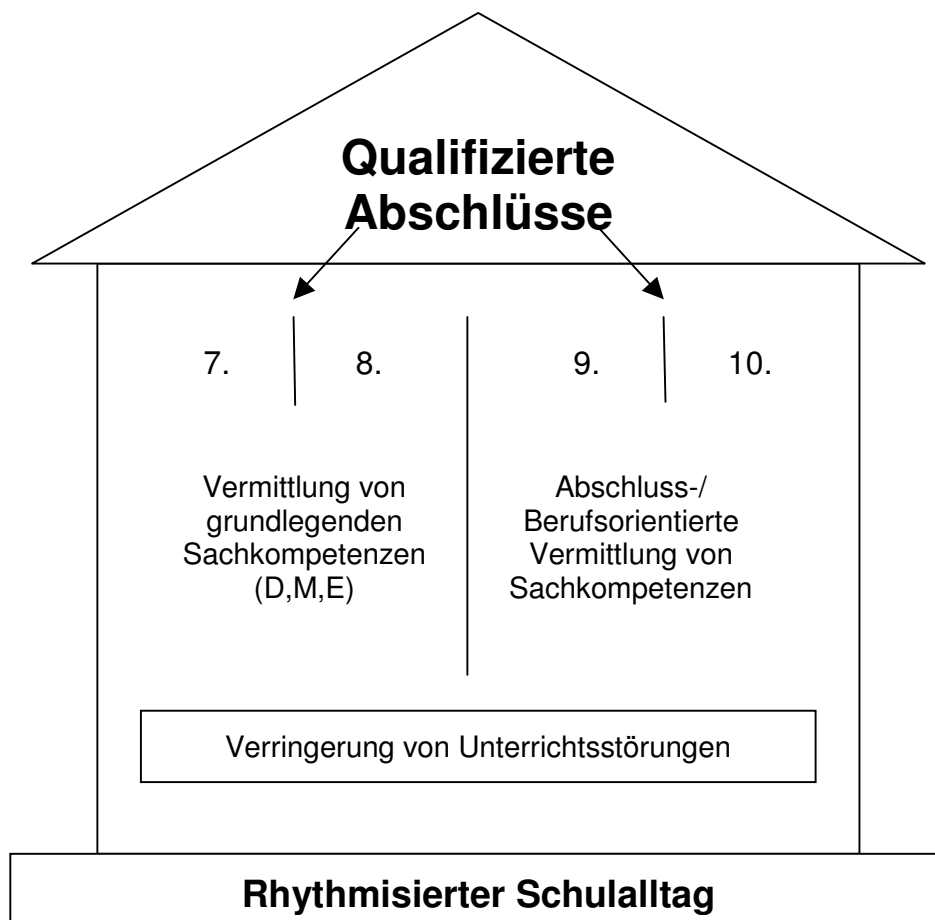 Qualifizierte
Abschlüsse
7.
8.
9.
10.
Vermittlung von
grundlegenden
Sachkompetenzen
(D,M,E)
Abschluss-/
Berufsorientierte
Vermittlung von
Sachkompetenzen
Verringerung von Unterrichtsstörungen
Rhythmisierter Schulalltag